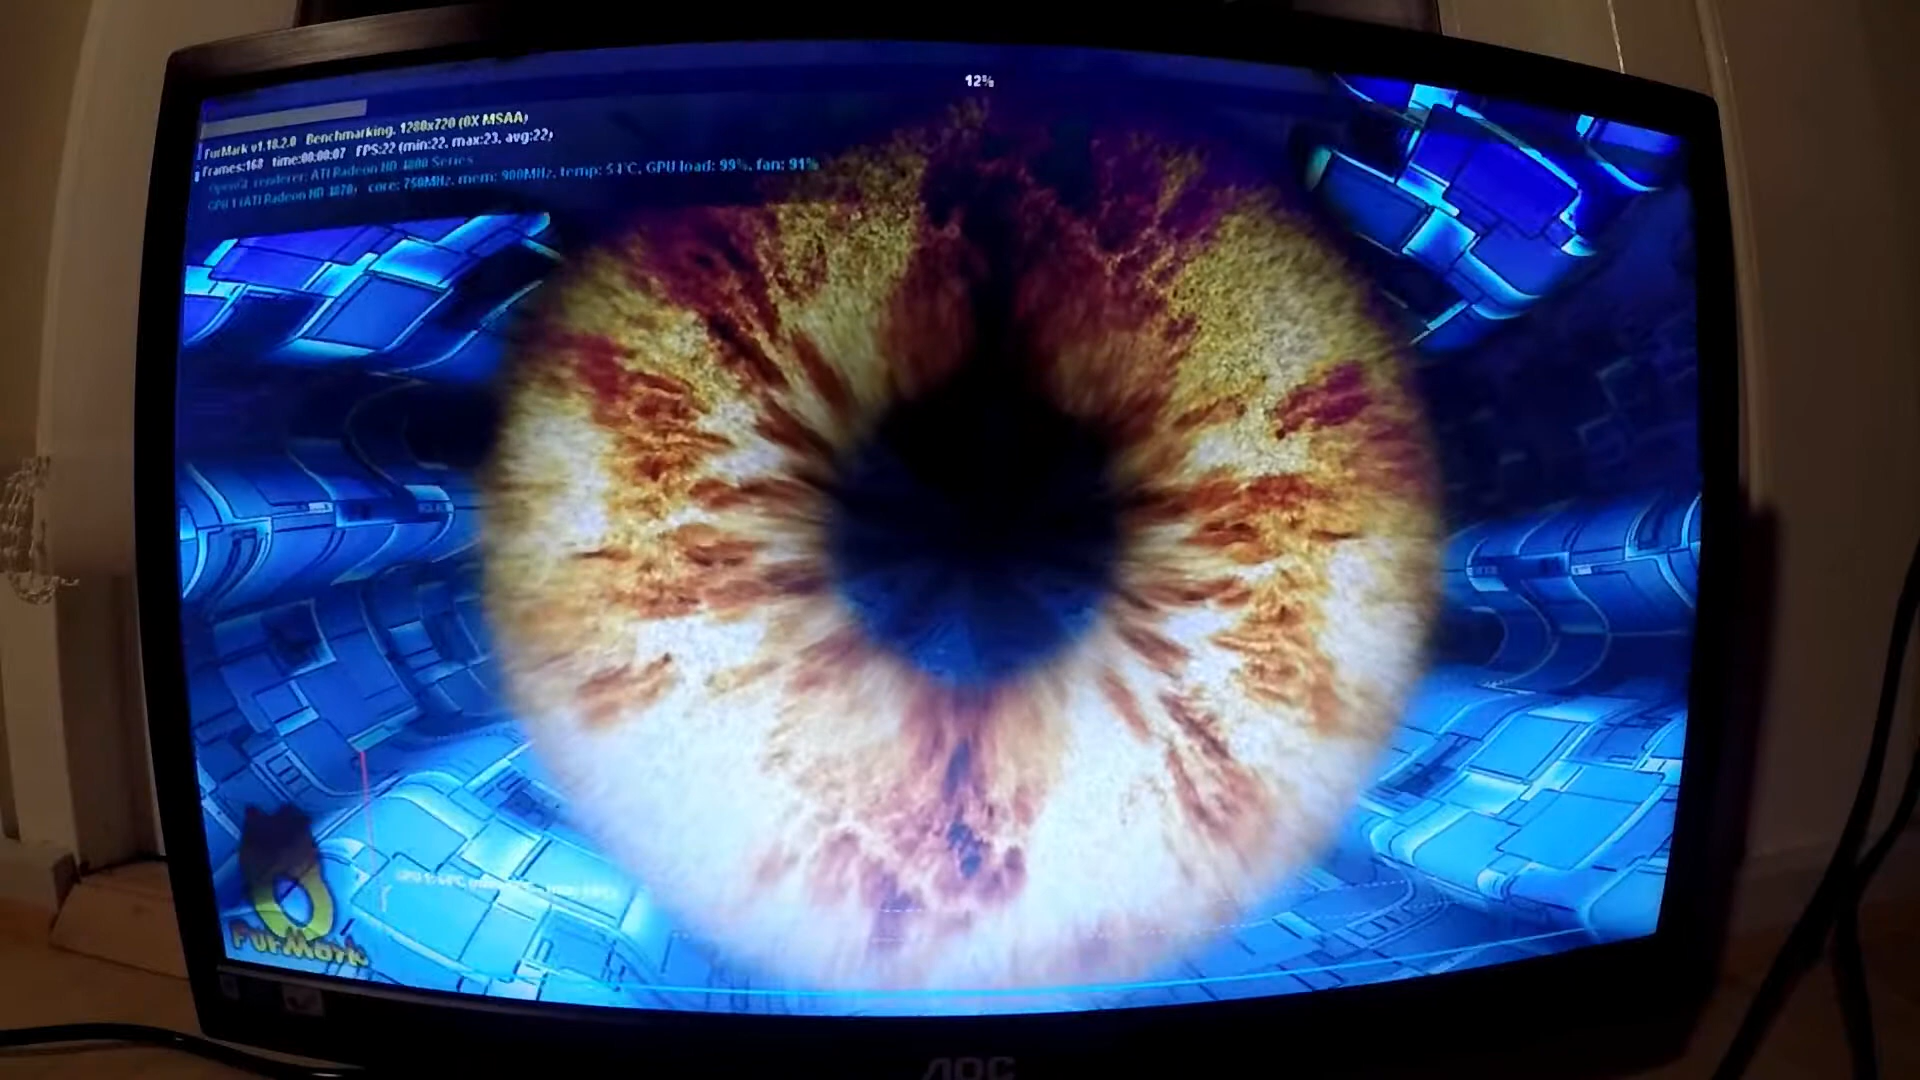 12%
FurMark v1.18.2.0 Benchmarking, 1280x720 (0X MSAA)
Frames:168 time:00:00:07 FPS:22 (min:22, max:23, avg:22)
OpenGL renderer: ATI Radeon HD 4800 Series
GPU 1 (ATI Radeon HD 4870) core: 750MHz, mem: 900MHz, temp: 54°C, GPU load: 99%, fan: 91%
FurMark
AOC